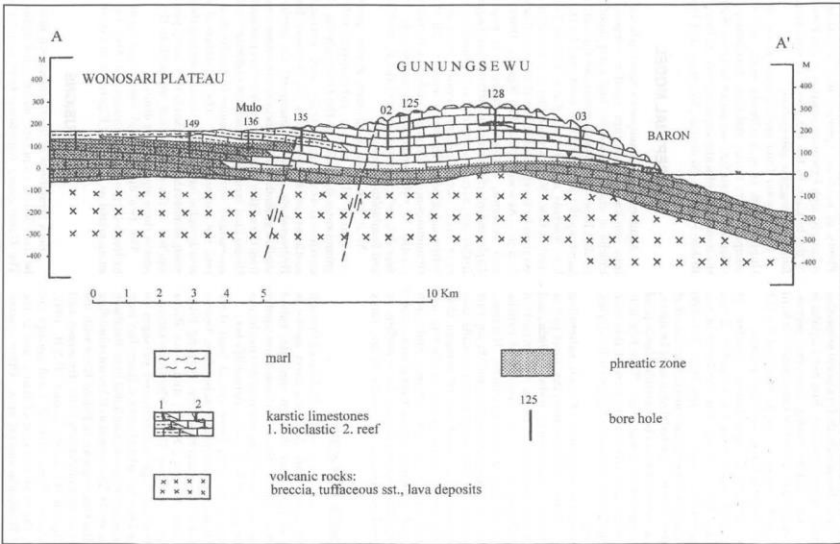 A
A'
M
M
GUNUNGSEWU
WONOSARI PLATEAU
400
300
200
100
0
-100
-200
-300
-400
149
Mulo
136
135
02
125
128
03
BARON
400
300
200
100
0
-100
-200
-300
-400
0 1 2 3 4 5 10 Km
marl
phreatic zone
1 2
karstic limestones
1. bioclastic 2. reef
125
bore hole
volcanic rocks:
breccia, tuffaceous sst., lava deposits